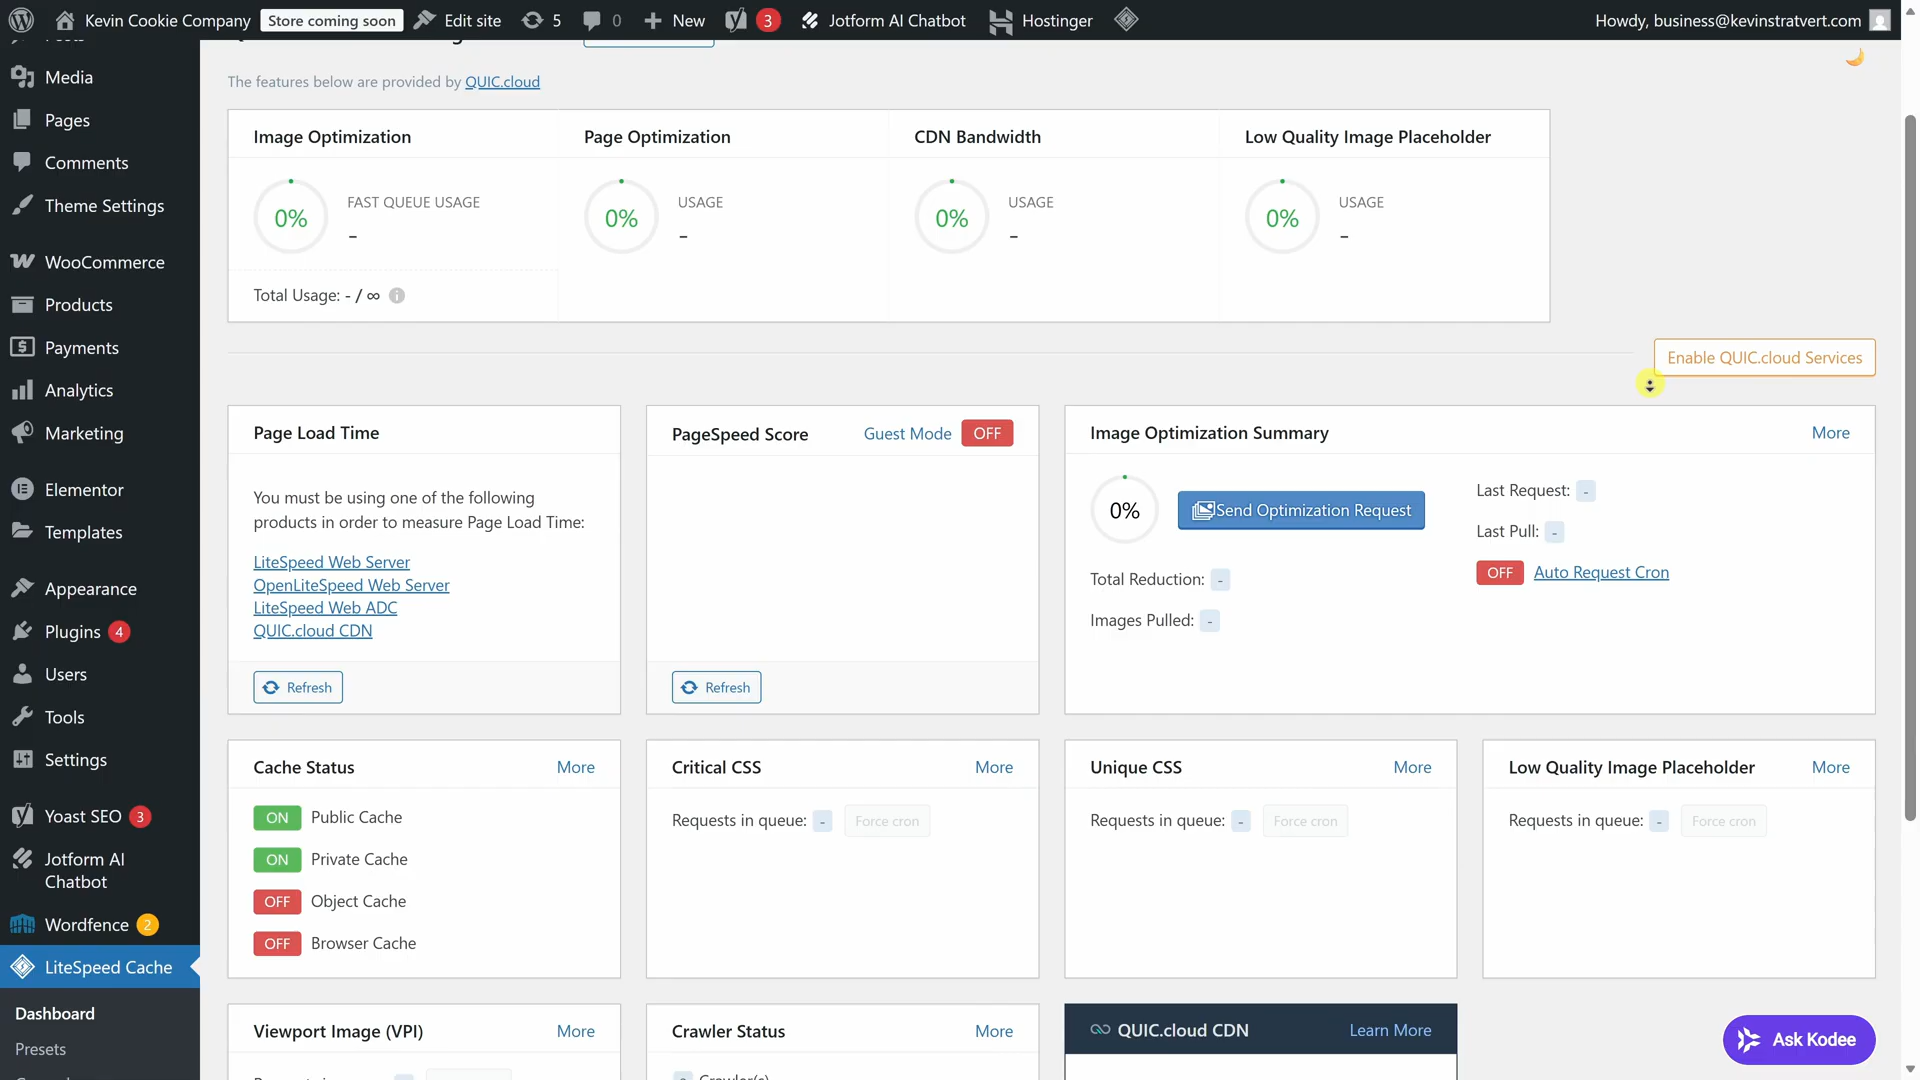 Kevin Cookie Company
Store coming soon
Edit site
5
0
New
3
Jotform AI Chatbot
Hostinger
Howdy, business@kevinstratvert.com
Media
Pages
Comments
Theme Settings
WooCommerce
Products
Payments
Analytics
Marketing
Elementor
Templates
Appearance
Plugins 4
Users
Tools
Settings
Yoast SEO 3
Jotform AI
Chatbot
Wordfence 2
LiteSpeed Cache
Dashboard
Presets
The features below are provided by QUIC.cloud
Image Optimization
0%
FAST QUEUE USAGE
-
Total Usage: - / ∞
Page Optimization
0%
USAGE
-
CDN Bandwidth
0%
USAGE
-
Low Quality Image Placeholder
0%
USAGE
-
Enable QUIC.cloud Services
Page Load Time
You must be using one of the following
products in order to measure Page Load Time:
LiteSpeed Web Server
OpenLiteSpeed Web Server
LiteSpeed Web ADC
QUIC.cloud CDN
Refresh
PageSpeed Score
Guest Mode OFF
Refresh
Image Optimization Summary
More
0%
Send Optimization Request
Total Reduction: -
Images Pulled: -
Last Request: -
Last Pull: -
OFF Auto Request Cron
Cache Status
More
ON Public Cache
ON Private Cache
OFF Object Cache
OFF Browser Cache
Critical CSS
More
Requests in queue: - Force cron
Unique CSS
More
Requests in queue: - Force cron
Low Quality Image Placeholder
More
Requests in queue: - Force cron
Viewport Image (VPI)
More
Crawler Status
More
Crawler(s)
QUIC.cloud CDN
Learn More
Ask Kodee